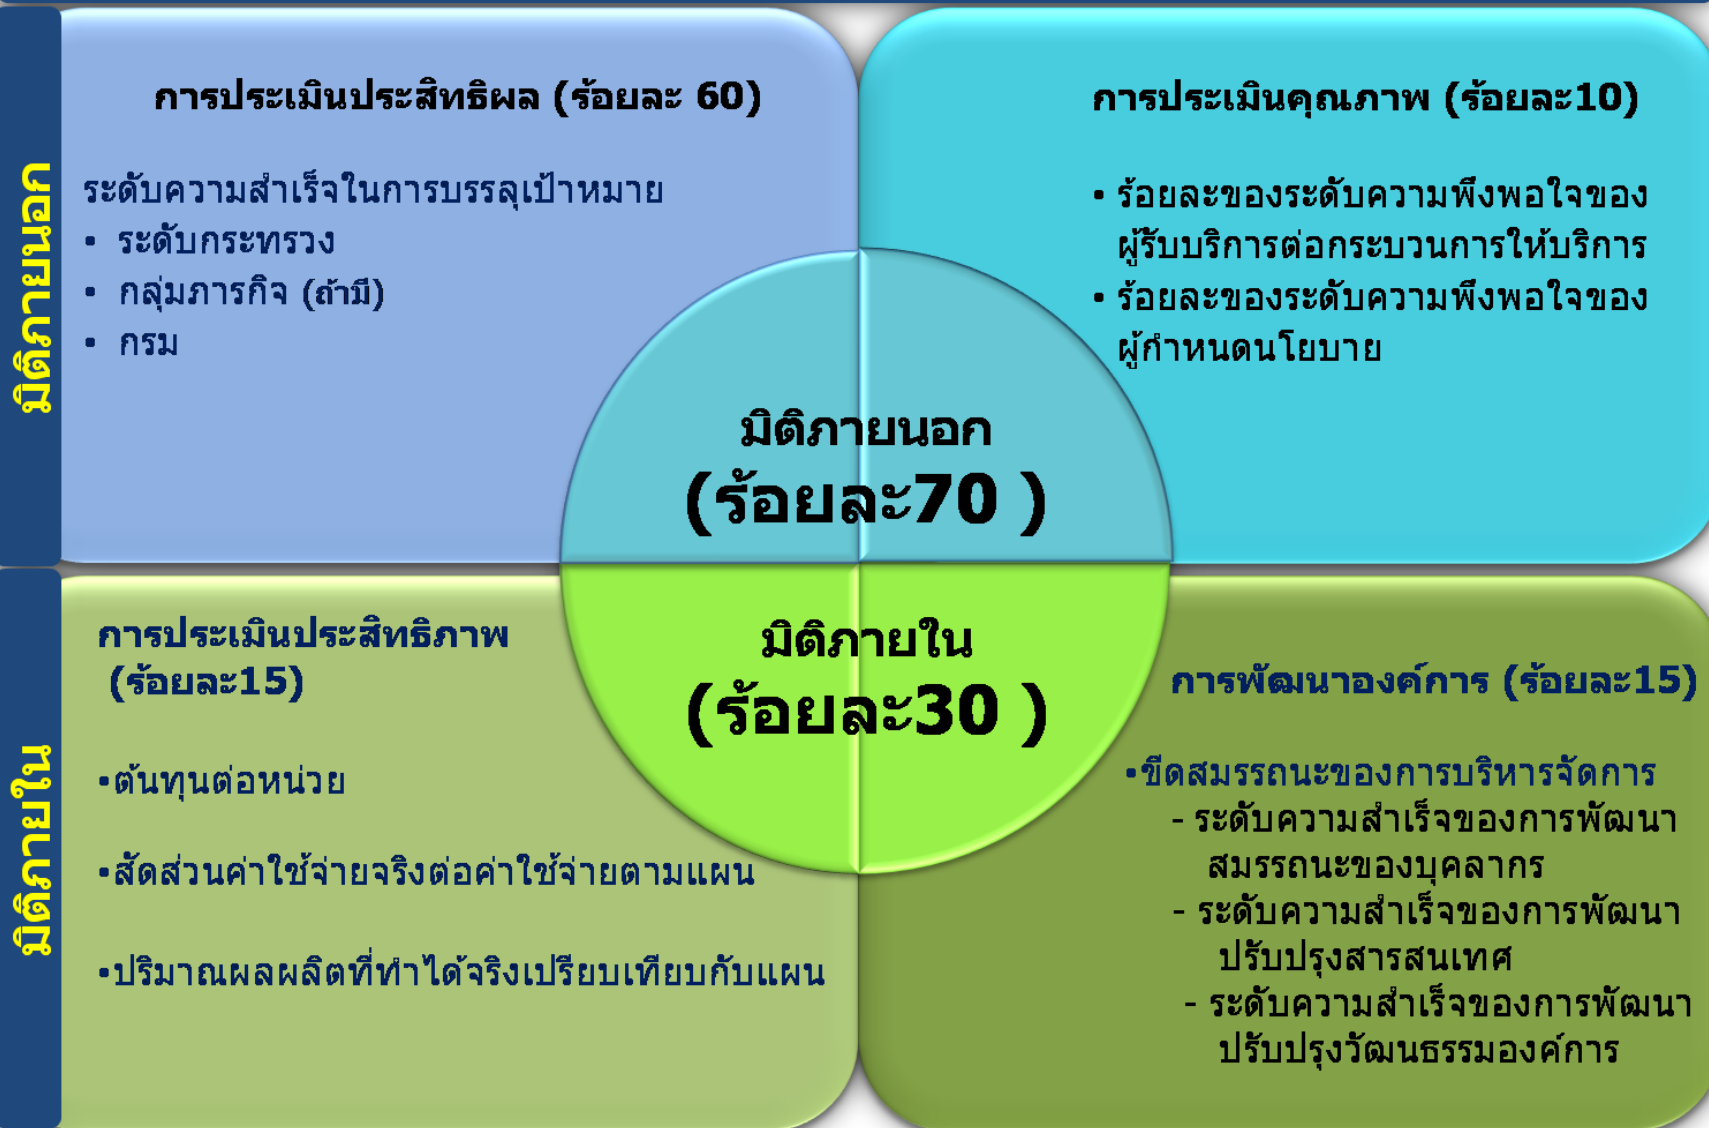 มิติภายนอก
การประเมินประสิทธิผล (ร้อยละ 60)
ระดับความสำเร็จในการบรรลุเป้าหมาย
• ระดับกระทรวง
• กลุ่มภารกิจ (ถ้ามี)
• กรม
การประเมินคุณภาพ (ร้อยละ10)
• ร้อยละของระดับความพึงพอใจของ
ผู้รับบริการต่อกระบวนการให้บริการ
• ร้อยละของระดับความพึงพอใจของ
ผู้กำหนดนโยบาย
มิติภายนอก
(ร้อยละ70 )
มิติภายใน
(ร้อยละ30 )
มิติภายใน
การประเมินประสิทธิภาพ
(ร้อยละ15)
•ต้นทุนต่อหน่วย
•สัดส่วนค่าใช้จ่ายจริงต่อค่าใช้จ่ายตามแผน
•ปริมาณผลผลิตที่ทำได้จริงเปรียบเทียบกับแผน
การพัฒนาองค์การ (ร้อยละ15)
•ขีดสมรรถนะของการบริหารจัดการ
- ระดับความสำเร็จของการพัฒนา
สมรรถนะของบุคลากร
- ระดับความสำเร็จของการพัฒนา
ปรับปรุงสารสนเทศ
- ระดับความสำเร็จของการพัฒนา
ปรับปรุงวัฒนธรรมองค์การ